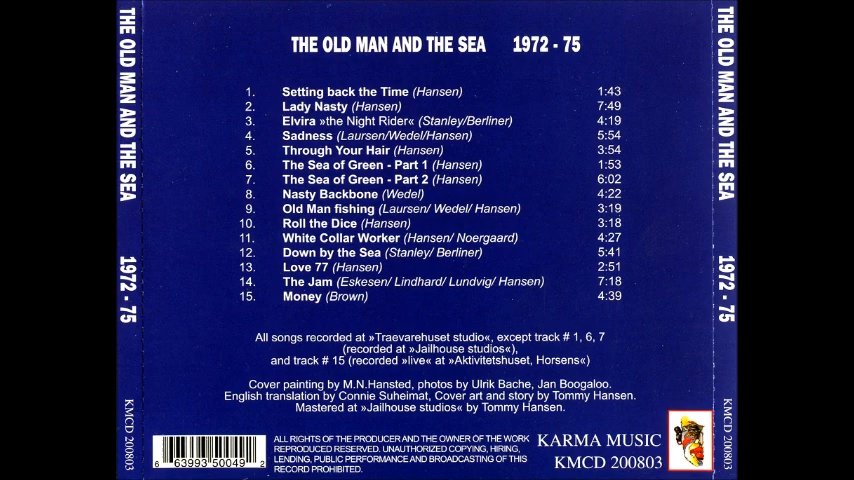 THE OLD MAN AND THE SEA 1972 - 75
THE OLD MAN AND THE SEA 1972 - 75
1. Setting back the Time (Hansen) 1:43
2. Lady Nasty (Hansen) 7:49
3. Elvira »the Night Rider« (Stanley/Berliner) 4:19
4. Sadness (Laursen/Wedel/Hansen) 5:54
5. Through Your Hair (Hansen) 3:54
6. The Sea of Green - Part 1 (Hansen) 1:53
7. The Sea of Green - Part 2 (Hansen) 6:02
8. Nasty Backbone (Wedel) 4:22
9. Old Man fishing (Laursen/ Wedel/ Hansen) 3:19
10. Roll the Dice (Hansen) 3:18
11. White Collar Worker (Hansen/ Noergaard) 4:27
12. Down by the Sea (Stanley/ Berliner) 5:41
13. Love 77 (Hansen) 2:51
14. The Jam (Eskesen/ Lindhard/ Lundvig/ Hansen) 7:18
15. Money (Brown) 4:39
All songs recorded at »Traevarehuset studio«, except track # 1, 6, 7
(recorded at »Jailhouse studios«),
and track # 15 (recorded »live« at »Aktivitetshuset, Horsens«)
Cover painting by M.N.Hansted, photos by Ulrik Bache, Jan Boogaloo.
English translation by Connie Suheimat, Cover art and story by Tommy Hansen.
Mastered at »Jailhouse studios« by Tommy Hansen.
KMCD 200803
6 63993 50049 2
ALL RIGHTS OF THE PRODUCER AND THE OWNER OF THE WORK
REPRODUCED RESERVED. UNAUTHORIZED COPYING, HIRING,
LENDING, PUBLIC PERFORMANCE AND BROADCASTING OF THIS
RECORD PROHIBITED.
KARMA MUSIC
KMCD 200803
THE OLD MAN AND THE SEA 1972 - 75
KMCD 200803